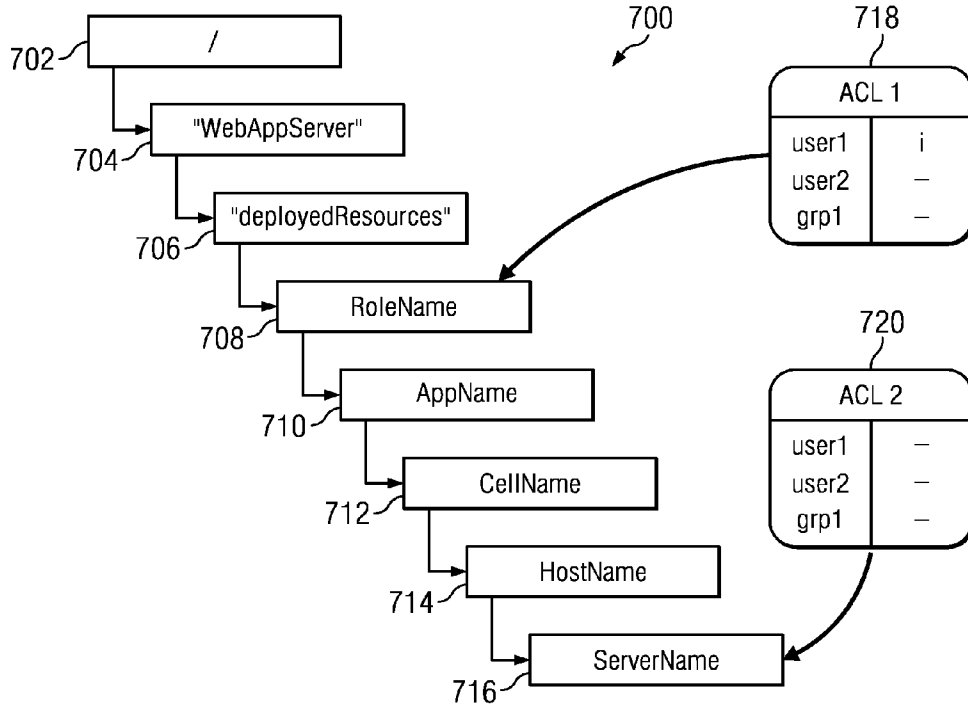 700
718
702
/
ACL 1
"WebAppServer"
704
user1 i
user2 –
grp1 –
"deployedResources"
706
RoleName
708
720
AppName
710
ACL 2
user1 –
user2 –
grp1 –
CellName
712
HostName
714
ServerName
716